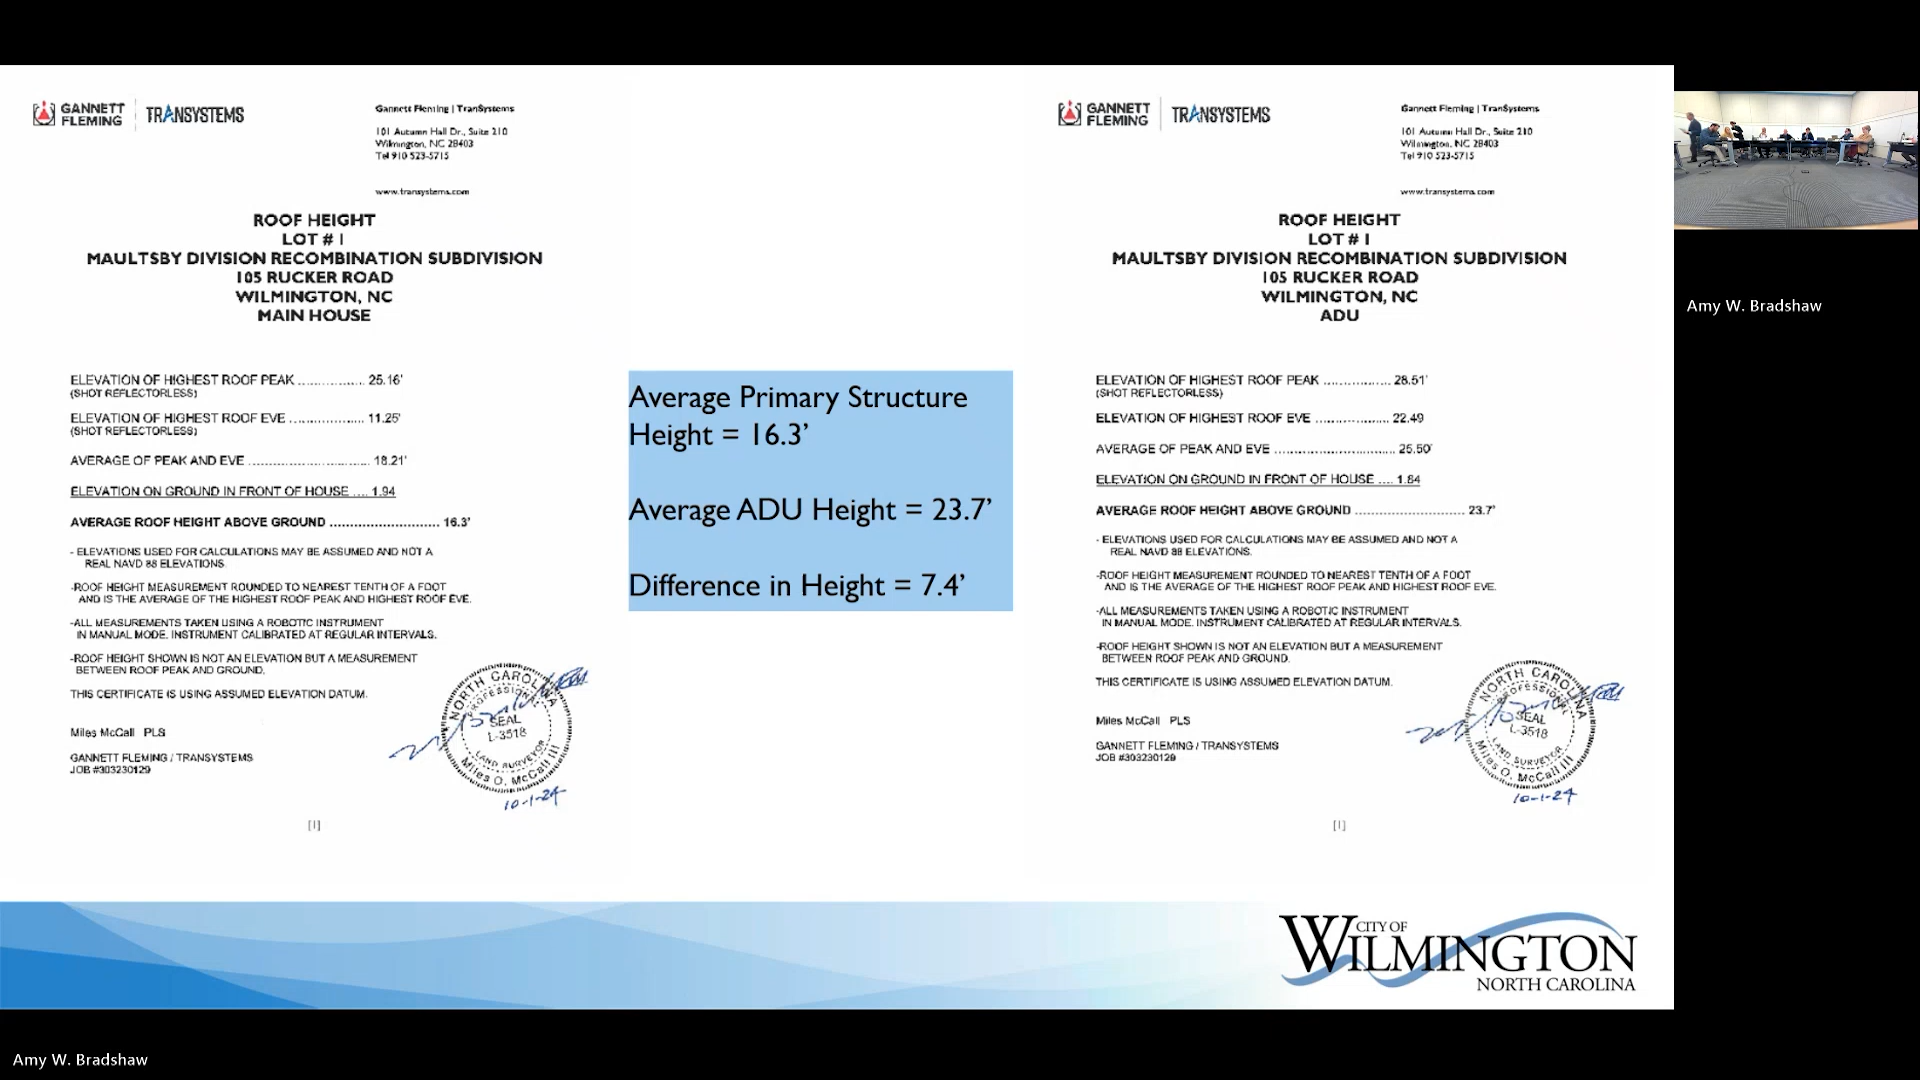 GANNETT
FLEMING
TRANSYSTEMS
Gannett Fleming | TranSystems
101 Autumn Hall Dr., Suite 210
Wilmington, NC 28403
Tel 910 523-5715
www.transystems.com
ROOF HEIGHT
LOT # 1
MAULTSBY DIVISION RECOMBINATION SUBDIVISION
105 RUCKER ROAD
WILMINGTON, NC
MAIN HOUSE
ELEVATION OF HIGHEST ROOF PEAK ................. 25.16'
(SHOT REFLECTORLESS)
ELEVATION OF HIGHEST ROOF EVE .................... 11.25'
(SHOT REFLECTORLESS)
AVERAGE OF PEAK AND EVE ............................... 18.21'
ELEVATION ON GROUND IN FRONT OF HOUSE .... 1.94
AVERAGE ROOF HEIGHT ABOVE GROUND ........................... 16.3'
- ELEVATIONS USED FOR CALCULATIONS MAY BE ASSUMED AND NOT A
REAL NAVD 88 ELEVATIONS.
-ROOF HEIGHT MEASUREMENT ROUNDED TO NEAREST TENTH OF A FOOT
AND IS THE AVERAGE OF THE HIGHEST ROOF PEAK AND HIGHEST ROOF EVE.
-ALL MEASUREMENTS TAKEN USING A ROBOTIC INSTRUMENT
IN MANUAL MODE. INSTRUMENT CALIBRATED AT REGULAR INTERVALS.
-ROOF HEIGHT SHOWN IS NOT AN ELEVATION BUT A MEASUREMENT
BETWEEN ROOF PEAK AND GROUND.
THIS CERTIFICATE IS USING ASSUMED ELEVATION DATUM.
Miles McCall PLS
GANNETT FLEMING / TRANSYSTEMS
JOB #303230129
NORTH CAROLINA
PROFESSIONAL
SEAL
L-3518
LAND SURVEYOR
Miles O. McCall III
10-1-24
[1]
Average Primary Structure
Height = 16.3’
Average ADU Height = 23.7’
Difference in Height = 7.4’
GANNETT
FLEMING
TRANSYSTEMS
Gannett Fleming | TranSystems
101 Autumn Hall Dr., Suite 210
Wilmington, NC 28403
Tel 910 523-5715
www.transystems.com
ROOF HEIGHT
LOT # 1
MAULTSBY DIVISION RECOMBINATION SUBDIVISION
105 RUCKER ROAD
WILMINGTON, NC
ADU
ELEVATION OF HIGHEST ROOF PEAK ................. 28.51'
(SHOT REFLECTORLESS)
ELEVATION OF HIGHEST ROOF EVE ................... 22.49
AVERAGE OF PEAK AND EVE .............................. 25.50'
ELEVATION ON GROUND IN FRONT OF HOUSE .... 1.84
AVERAGE ROOF HEIGHT ABOVE GROUND ........................... 23.7'
- ELEVATIONS USED FOR CALCULATIONS MAY BE ASSUMED AND NOT A
REAL NAVD 88 ELEVATIONS.
-ROOF HEIGHT MEASUREMENT ROUNDED TO NEAREST TENTH OF A FOOT
AND IS THE AVERAGE OF THE HIGHEST ROOF PEAK AND HIGHEST ROOF EVE.
-ALL MEASUREMENTS TAKEN USING A ROBOTIC INSTRUMENT
IN MANUAL MODE. INSTRUMENT CALIBRATED AT REGULAR INTERVALS.
-ROOF HEIGHT SHOWN IS NOT AN ELEVATION BUT A MEASUREMENT
BETWEEN ROOF PEAK AND GROUND.
THIS CERTIFICATE IS USING ASSUMED ELEVATION DATUM.
Miles McCall PLS
GANNETT FLEMING / TRANSYSTEMS
JOB #303230129
NORTH CAROLINA
PROFESSIONAL
SEAL
L-3518
LAND SURVEYOR
Miles O. McCall III
10-1-24
[1]
CITY OF
WILMINGTON
NORTH CAROLINA
Amy W. Bradshaw
Amy W. Bradshaw